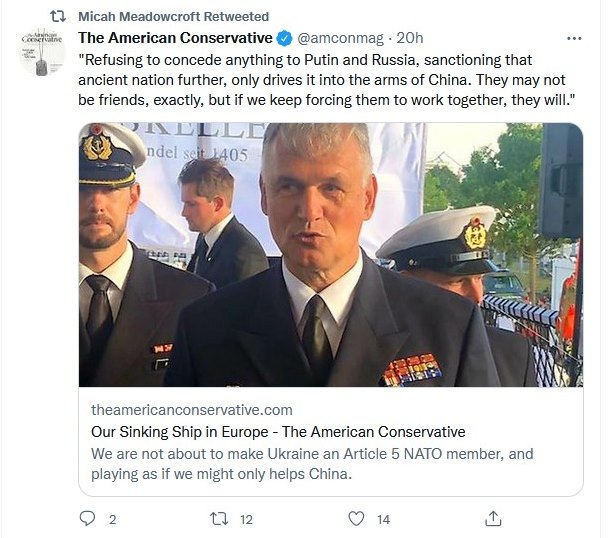 Micah Meadowcroft Retweeted
The American Conservative @amconmag · 20h
"Refusing to concede anything to Putin and Russia, sanctioning that
ancient nation further, only drives it into the arms of China. They may not
be friends, exactly, but if we keep forcing them to work together, they will."
ndel seit 1405
theamericanconservative.com
Our Sinking Ship in Europe - The American Conservative
We are not about to make Ukraine an Article 5 NATO member, and
playing as if we might only helps China.
2 12 14